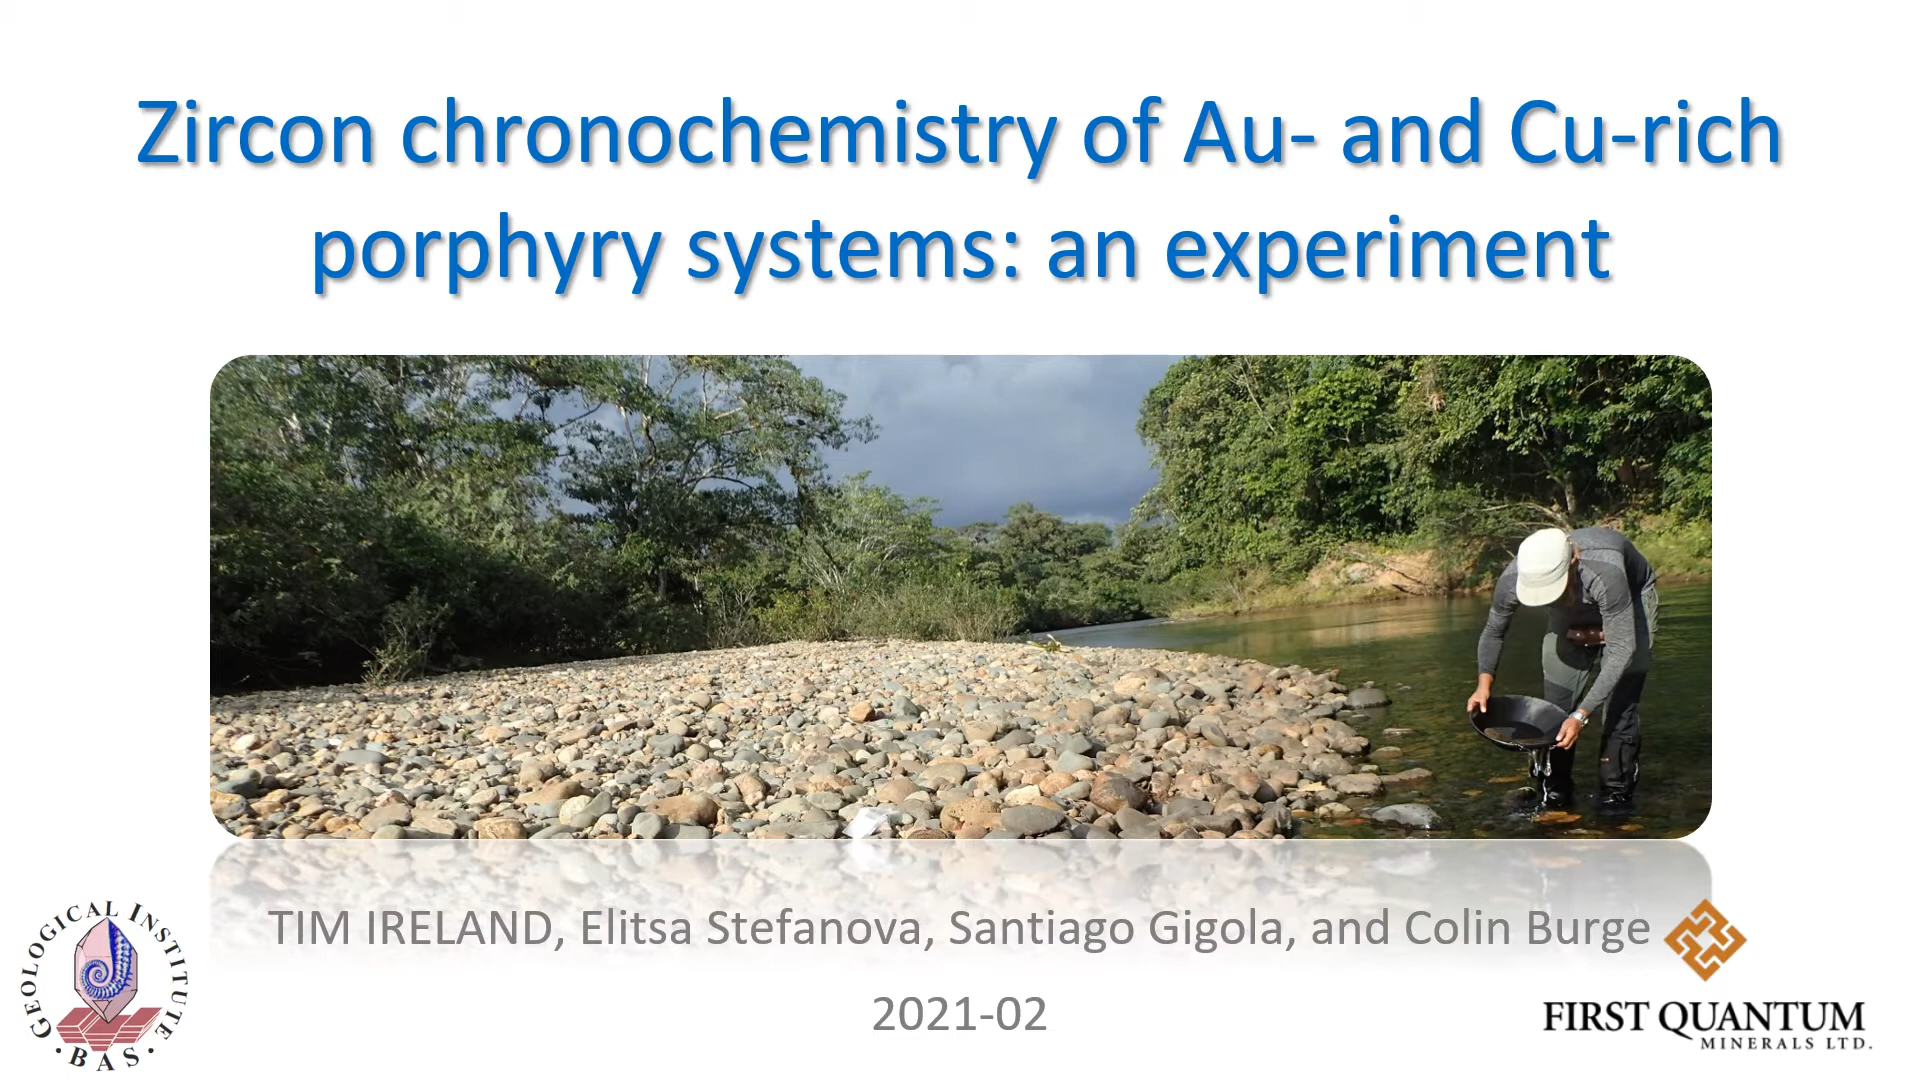 Zircon chronochemistry of Au- and Cu-rich
porphyry systems: an experiment
TIM IRELAND, Elitsa Stefanova, Santiago Gigola, and Colin Burge
2021-02
GEOLOGICAL INSTITUTE
· BAS ·
FIRST QUANTUM
MINERALS LTD.